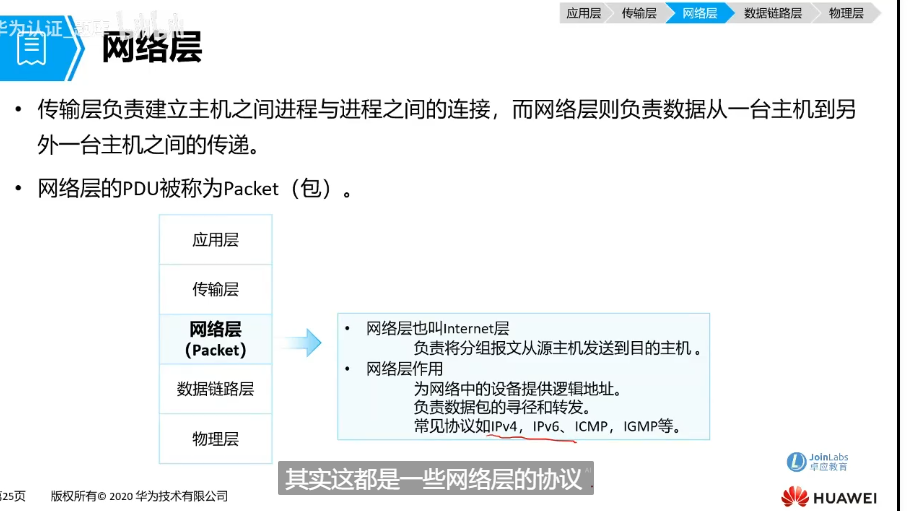 应用层 传输层 网络层 数据链路层 物理层
华为认证_
网络层
• 传输层负责建立主机之间进程与进程之间的连接，而网络层则负责数据从一台主机到另
外一台主机之间的传递。
• 网络层的PDU被称为Packet（包）。
应用层
传输层
网络层
（Packet）
数据链路层
物理层
• 网络层也叫Internet层
负责将分组报文从源主机发送到目的主机。
• 网络层作用
为网络中的设备提供逻辑地址。
负责数据包的寻径和转发。
常见协议如IPv4，IPv6、ICMP，IGMP等。
其实这都是一些网络层的协议
JoinLabs
卓应教育
第25页 版权所有© 2020 华为技术有限公司
HUAWEI